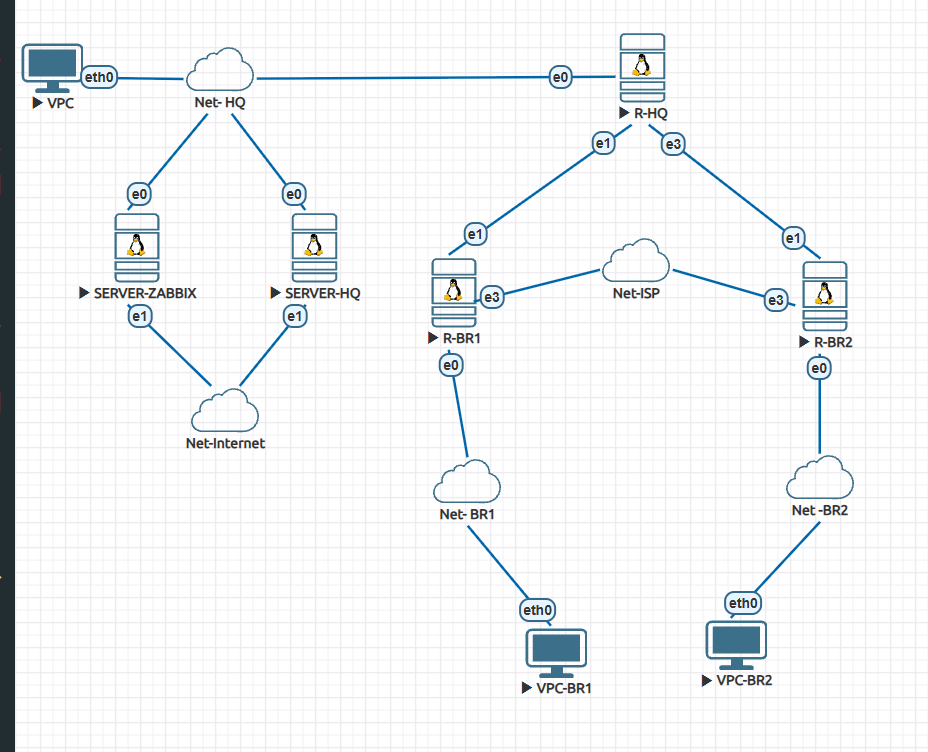 eth0
e0
VPC
Net- HQ
R-HQ
e1
e3
e0
e0
e1
e1
SERVER-ZABBIX
SERVER-HQ
e3
Net-ISP
e3
e1
e1
R-BR1
R-BR2
e0
e0
Net-Internet
Net- BR1
Net -BR2
eth0
eth0
VPC-BR1
VPC-BR2